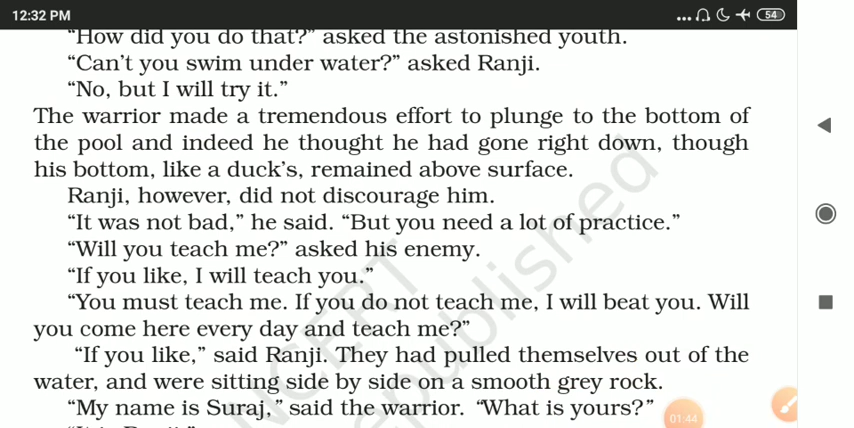 12:32 PM
54
“How did you do that?” asked the astonished youth.
“Can’t you swim under water?” asked Ranji.
“No, but I will try it.”
The warrior made a tremendous effort to plunge to the bottom of
the pool and indeed he thought he had gone right down, though
his bottom, like a duck’s, remained above surface.
Ranji, however, did not discourage him.
“It was not bad,” he said. “But you need a lot of practice.”
“Will you teach me?” asked his enemy.
“If you like, I will teach you.”
“You must teach me. If you do not teach me, I will beat you. Will
you come here every day and teach me?”
“If you like,” said Ranji. They had pulled themselves out of the
water, and were sitting side by side on a smooth grey rock.
“My name is Suraj,” said the warrior. “What is yours?”
NCERT
republished
01:44